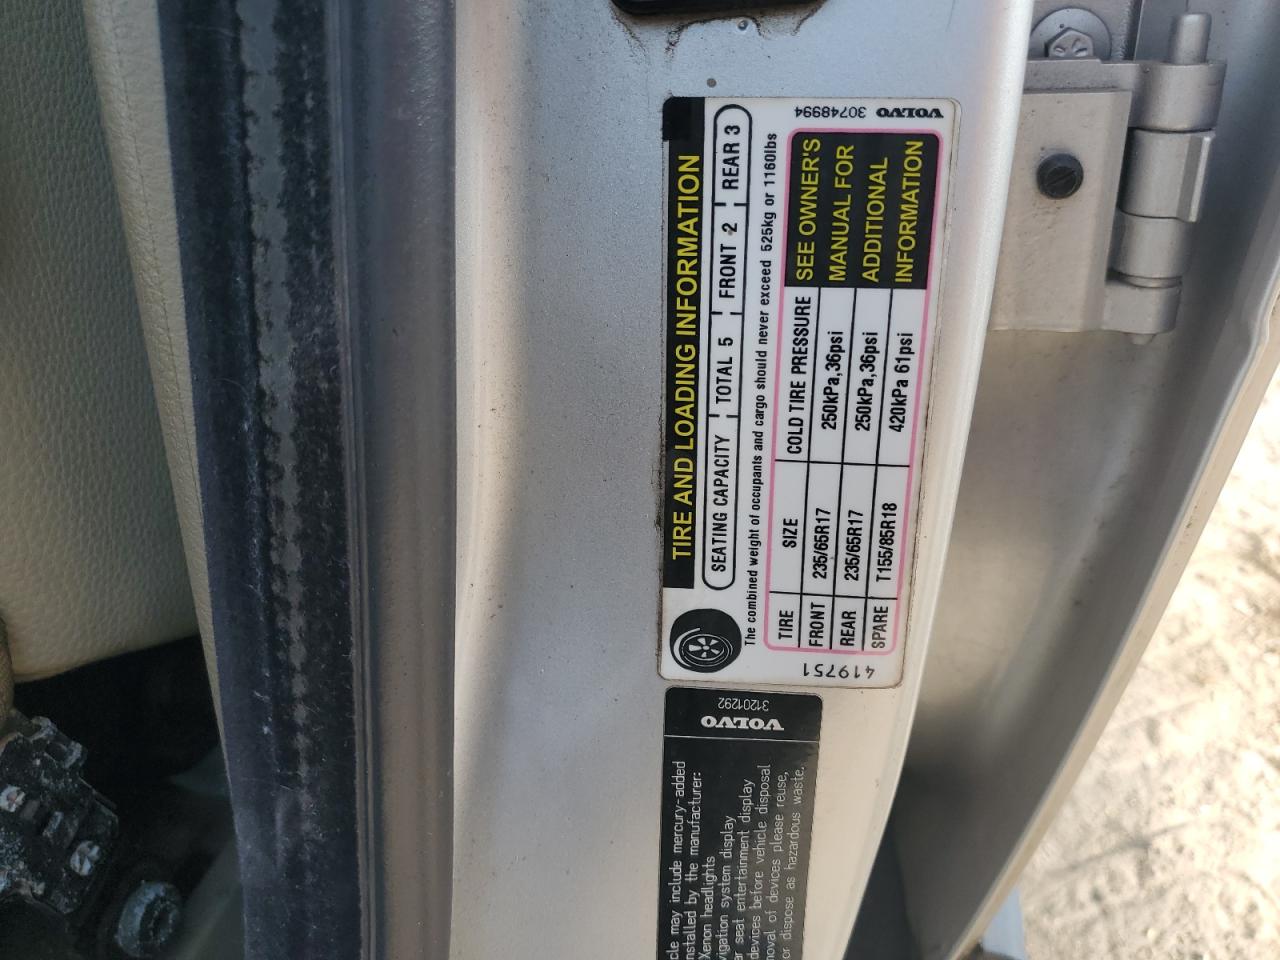 TIRE AND LOADING INFORMATION
SEATING CAPACITY TOTAL 5 FRONT 2 REAR 3
The combined weight of occupants and cargo should never exceed 525kg or 1160lbs
TIRE SIZE COLD TIRE PRESSURE
FRONT 235/65R17 250kPa,36psi
REAR 235/65R17 250kPa,36psi
SPARE T155/85R18 420kPa 61psi
SEE OWNER'S
MANUAL FOR
ADDITIONAL
INFORMATION
VOLVO 30748994
419751
VOLVO
31201292
cle may include mercury-added
nstalled by the manufacturer:
Xenon headlights
vigation system display
ar seat entertainment display
devices before vehicle disposal
moval of devices please reuse,
or dispose as hazardous waste.